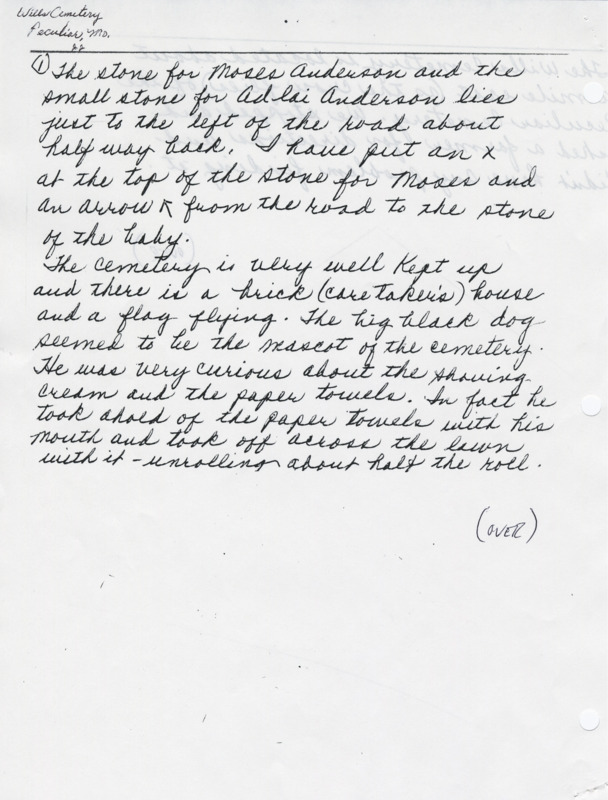 Wills Cemetery
Peculiar, Mo.
① The stone for Moses Anderson and the
small stone for Adlai Anderson lies
just to the left of the road about
half way back. I have put an x
at the top of the stone for Moses and
an arrow ↖ from the road to the stone
of the baby.
The cemetery is very well kept up
and there is a brick (caretaker's) house
and a flag flying. The big black dog
seemed to be the mascot of the cemetery.
He was very curious about the shaving
cream and the paper towels. In fact he
took ahold of the paper towels with his
mouth and took off across the lawn
with it - unrolling about half the roll.
(OVER)